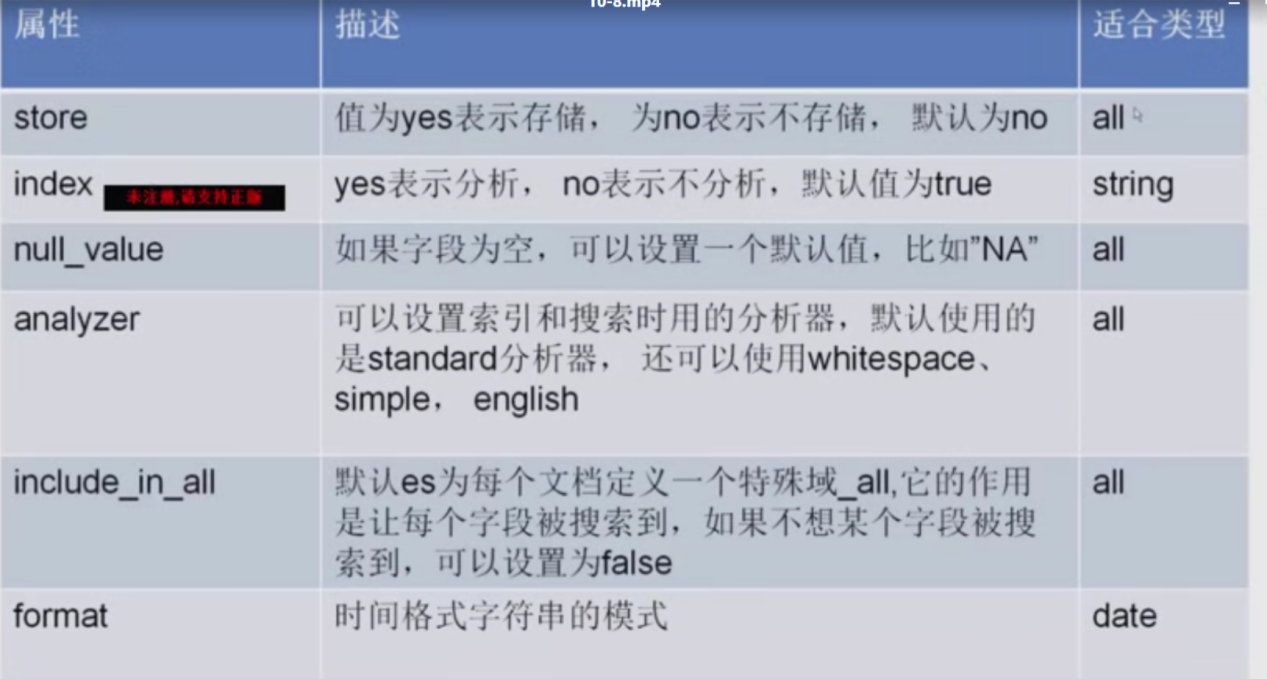 10-8.mp4
属性 描述 适合类型
store 值为yes表示存储， 为no表示不存储， 默认为no all
index 未注册,请支持正版 yes表示分析， no表示不分析，默认值为true string
null_value 如果字段为空，可以设置一个默认值，比如”NA” all
analyzer 可以设置索引和搜索时用的分析器，默认使用的 all
是standard分析器， 还可以使用whitespace、
simple， english
include_in_all 默认es为每个文档定义一个特殊域_all,它的作用 all
是让每个字段被搜索到，如果不想某个字段被搜
索到，可以设置为false
format 时间格式字符串的模式 date